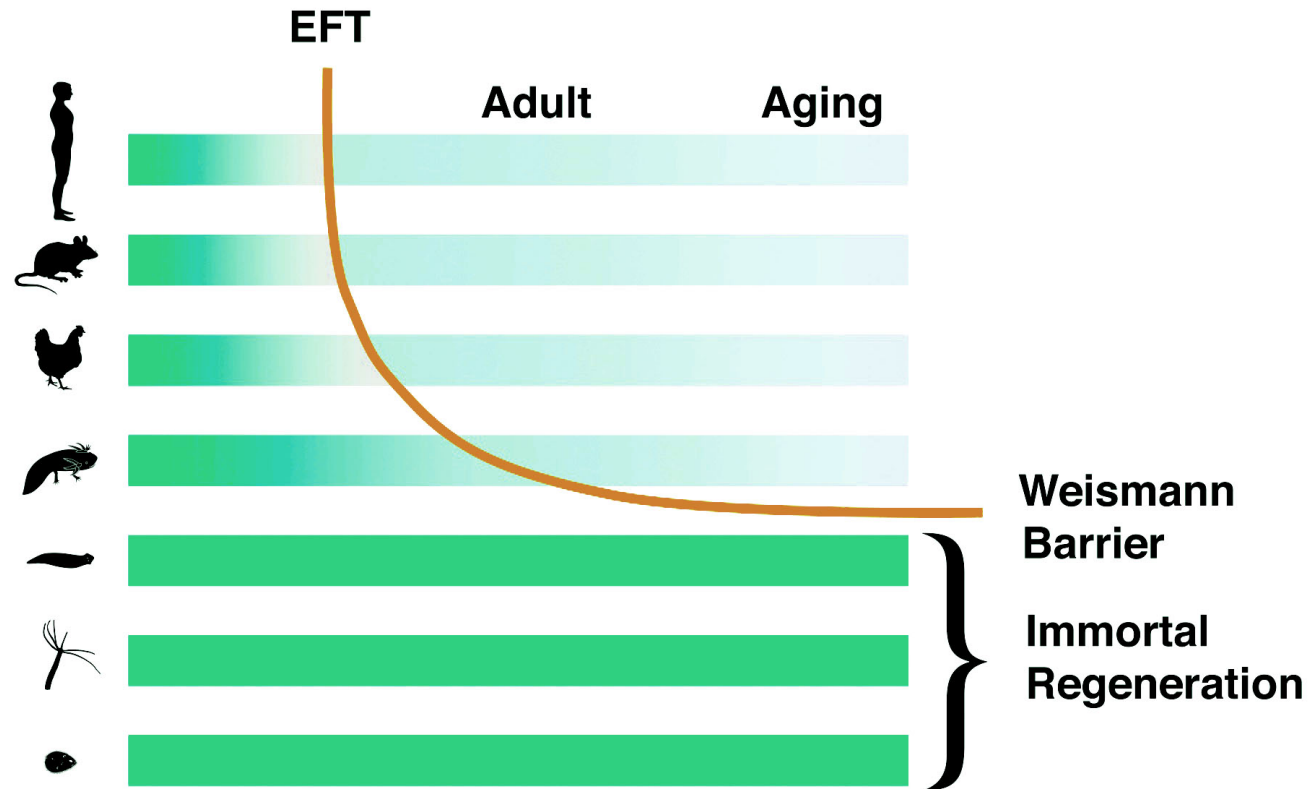 EFT
Adult
Aging
Weismann
Barrier
Immortal
Regeneration